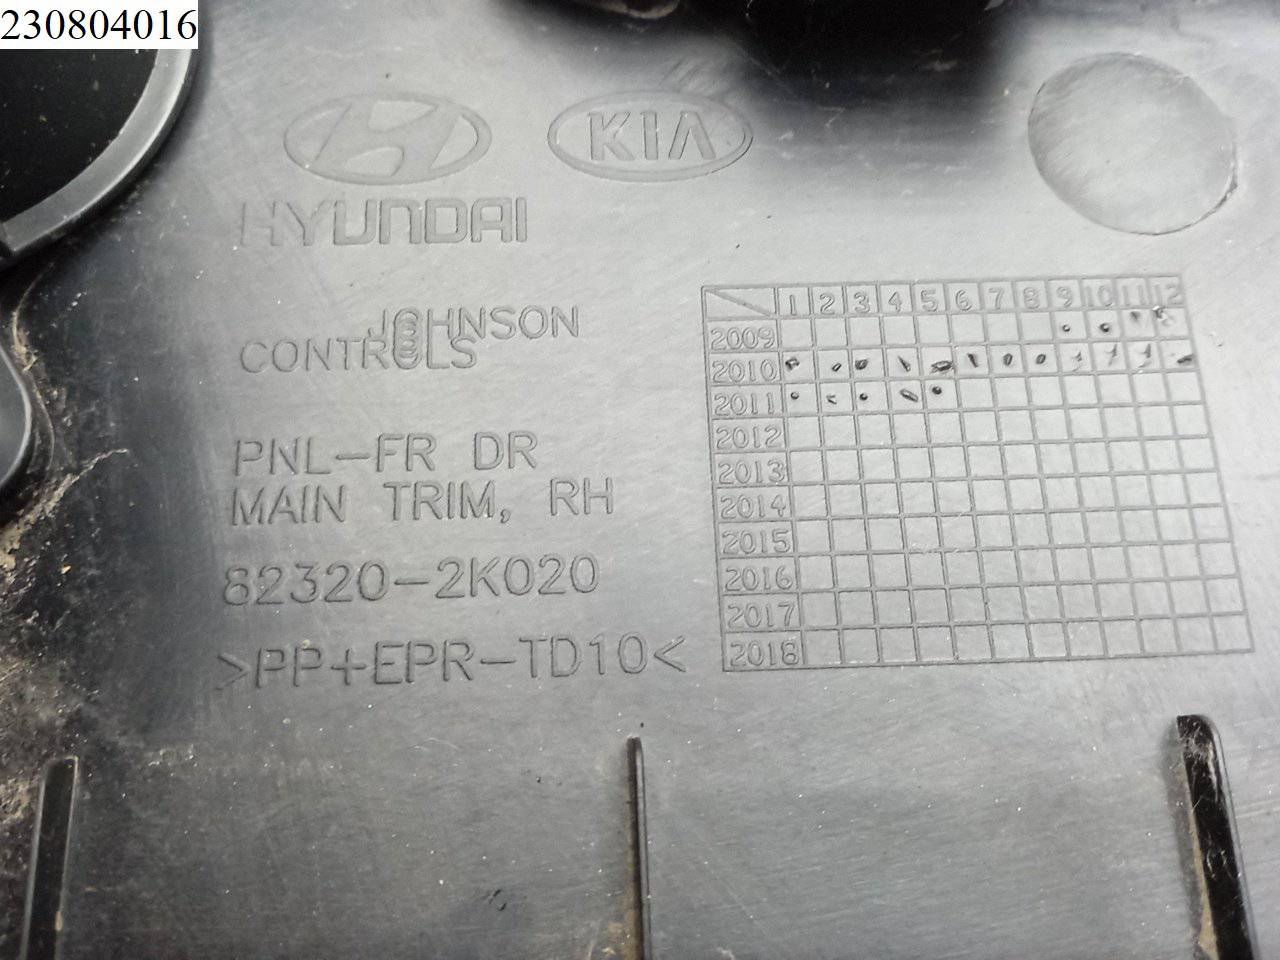 230804016
KIA
HYUNDAI
JOHNSON
CONTROLS
PNL-FR DR
MAIN TRIM, RH
82320-2K020
>PP+EPR-TD10<
1 2 3 4 5 6 7 8 9 10 11 12
2009
2010
2011
2012
2013
2014
2015
2016
2017
2018